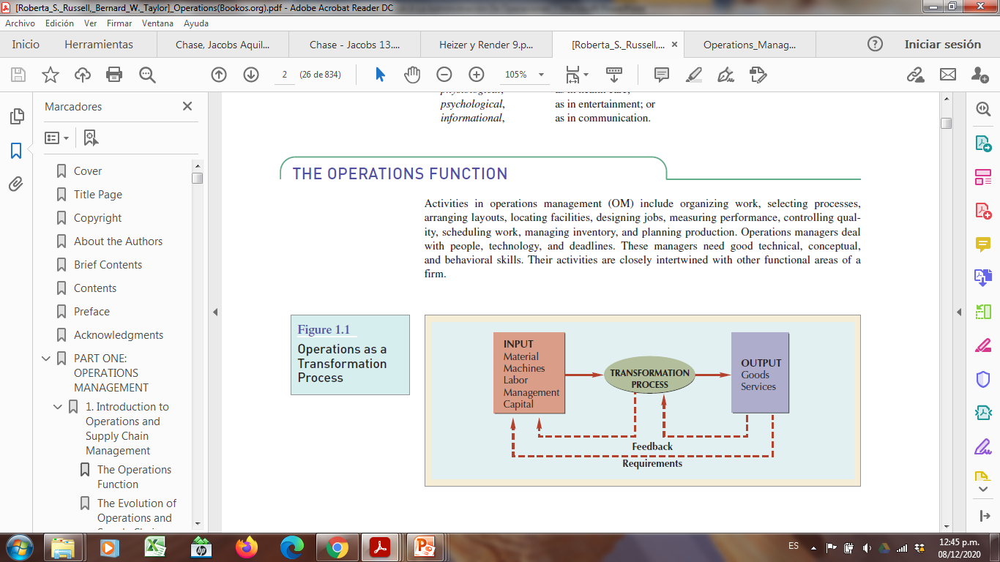 [Roberta_S._Russell,_Bernard_W._Taylor]_Operations(Bookos.org).pdf - Adobe Acrobat Reader DC
Archivo Edición Ver Firmar Ventana Ayuda
Inicio Herramientas Chase, Jacobs Aquil... Chase - Jacobs 13.... Heizer y Render 9.p... [Roberta_S._Russell,... × Operations_Manag... Iniciar sesión
2 (26 de 834) 105%
Marcadores
Cover
Title Page
Copyright
About the Authors
Brief Contents
Contents
Preface
Acknowledgments
PART ONE:
OPERATIONS
MANAGEMENT
1. Introduction to
Operations and
Supply Chain
Management
The Operations
Function
The Evolution of
Operations and
psychological, as in entertainment; or
informational, as in communication.
THE OPERATIONS FUNCTION
Activities in operations management (OM) include organizing work, selecting processes,
arranging layouts, locating facilities, designing jobs, measuring performance, controlling qual-
ity, scheduling work, managing inventory, and planning production. Operations managers deal
with people, technology, and deadlines. These managers need good technical, conceptual,
and behavioral skills. Their activities are closely intertwined with other functional areas of a
firm.
Figure 1.1
Operations as a
Transformation
Process
INPUT
Material
Machines
Labor
Management
Capital
TRANSFORMATION
PROCESS
OUTPUT
Goods
Services
Feedback
Requirements
ES
12:45 p.m.
08/12/2020